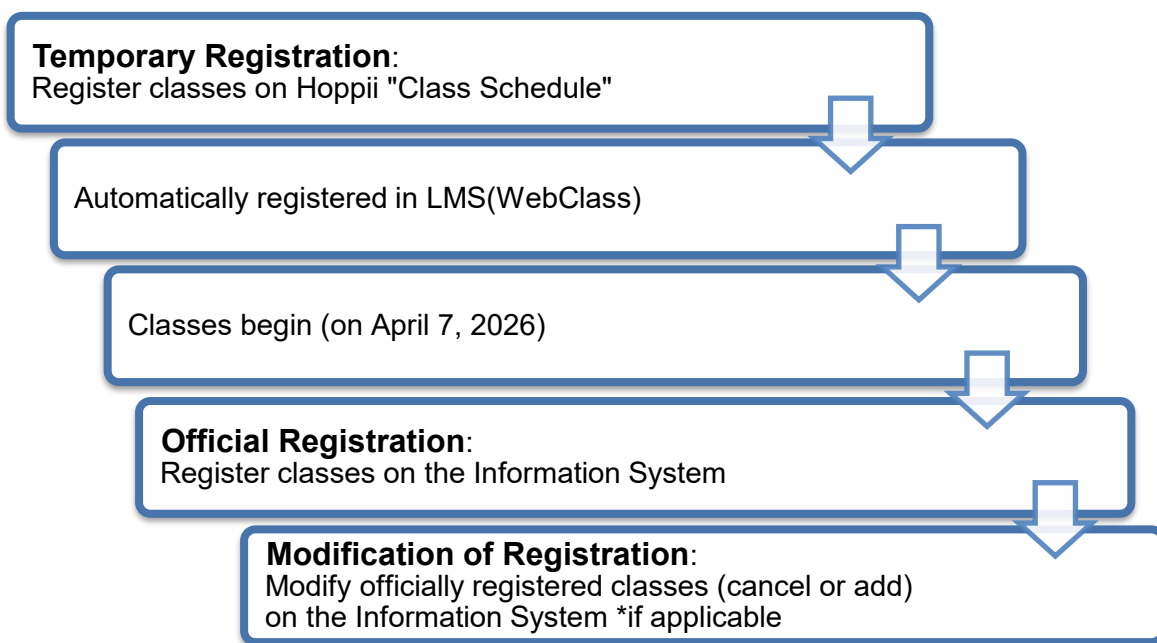 Temporary Registration:
Register classes on Hoppii "Class Schedule"
Automatically registered in LMS(WebClass)
Classes begin (on April 7, 2026)
Official Registration:
Register classes on the Information System
Modification of Registration:
Modify officially registered classes (cancel or add)
on the Information System *if applicable